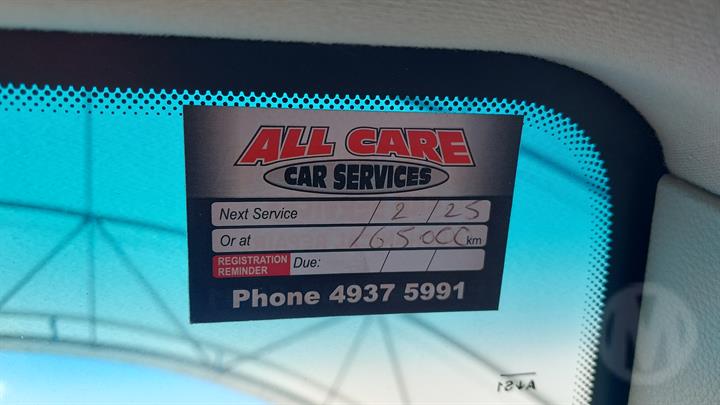 ALL CARE
CAR SERVICES
Next Service / 2 / 25
Or at 165000 km
REGISTRATION REMINDER Due: / /
Phone 4937 5991
M